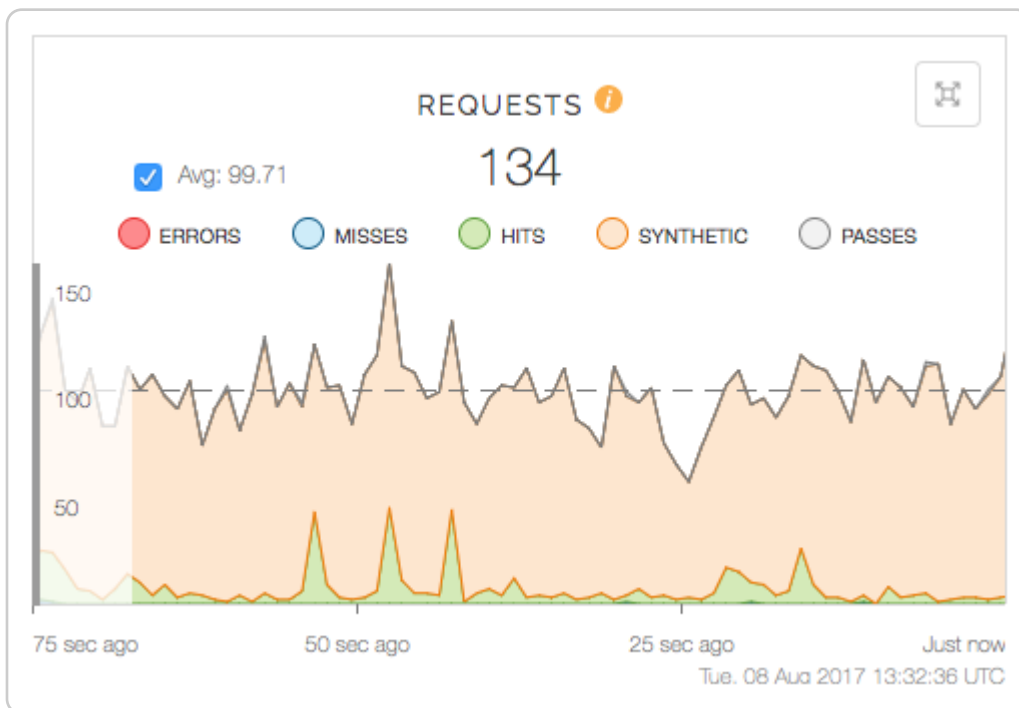 REQUESTS i
134
Avg: 99.71
ERRORS MISSES HITS SYNTHETIC PASSES
150
100
50
75 sec ago 50 sec ago 25 sec ago Just now
Tue. 08 Aug 2017 13:32:36 UTC